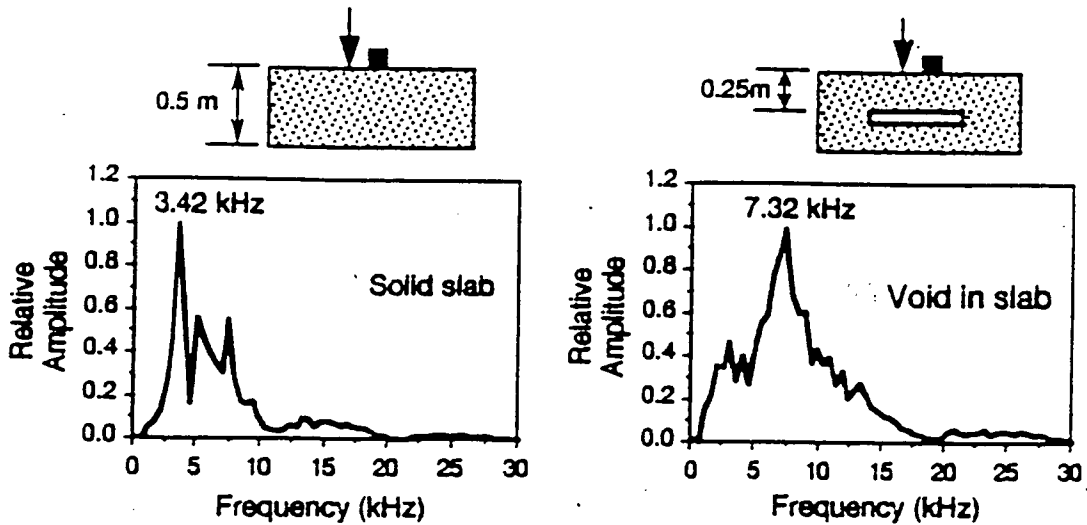 0.5 m
1.2
1.0
0.8
0.6
0.4
0.2
0.0
3.42 kHz
Solid slab
Relative
Amplitude
0 5 10 15 20 25 30
Frequency (kHz)
0.25m
1.2
1.0
0.8
0.6
0.4
0.2
0.0
7.32 kHz
Void in slab
Relative
Amplitude
0 5 10 15 20 25 30
Frequency (kHz)